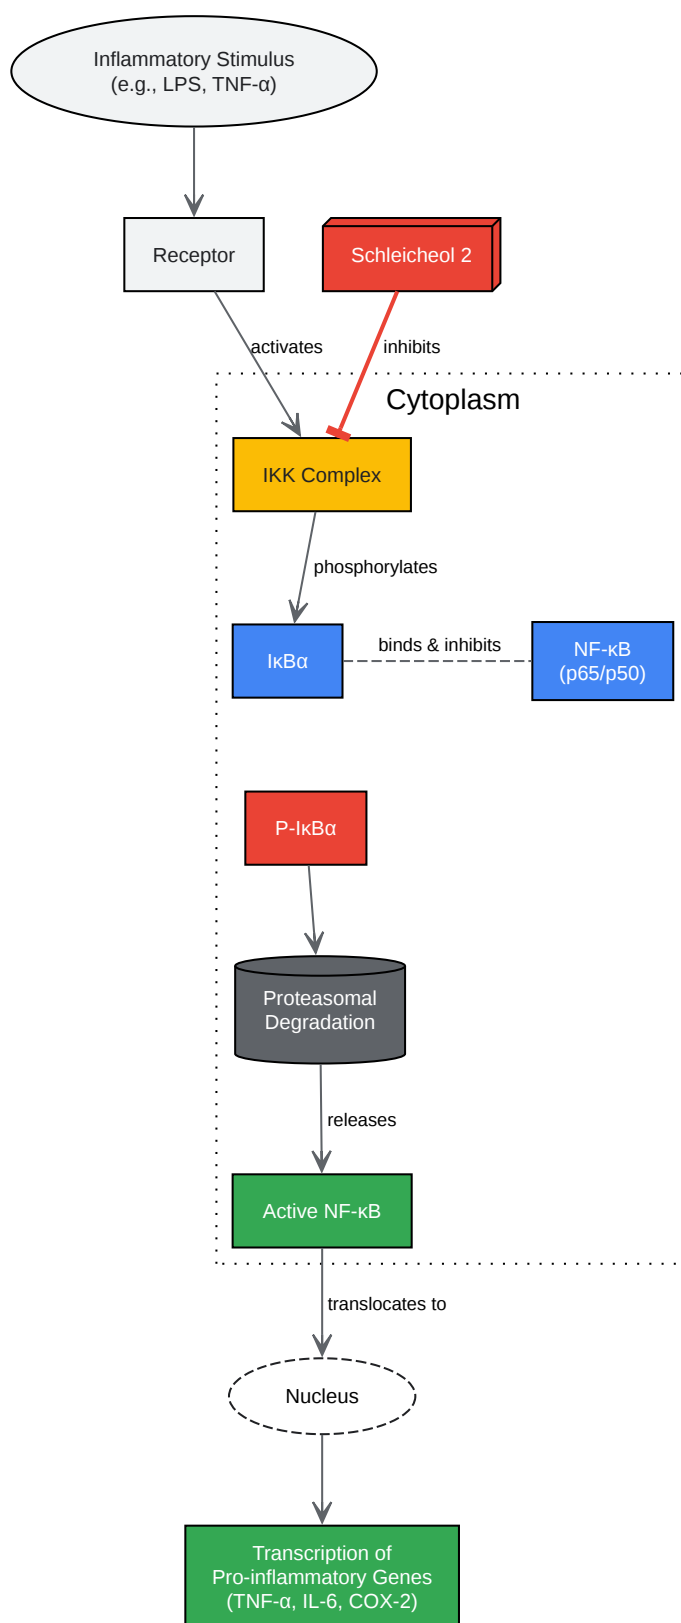 Inflammatory Stimulus
(e.g., LPS, TNF-α)
Receptor
Schleicheol 2
activates
inhibits
Cytoplasm
IKK Complex
phosphorylates
IκBα
binds & inhibits
NF-κB
(p65/p50)
P-IκBα
Proteasomal
Degradation
releases
Active NF-κB
translocates to
Nucleus
Transcription of
Pro-inflammatory Genes
(TNF-α, IL-6, COX-2)